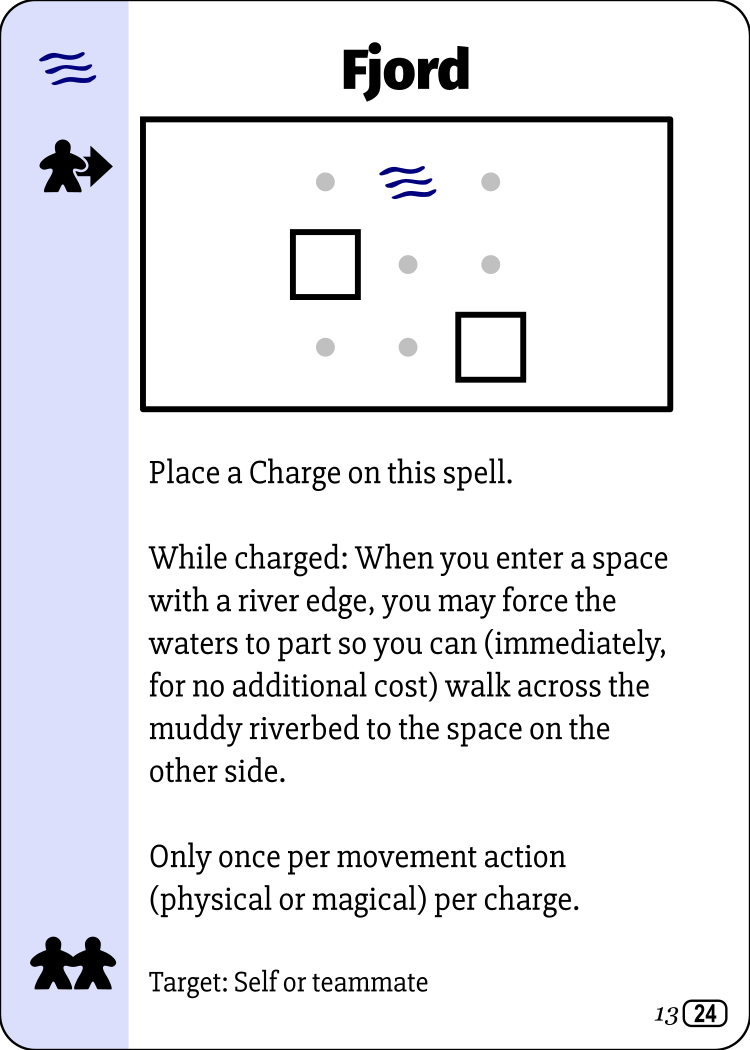 Fjord
Place a Charge on this spell.
While charged: When you enter a space
with a river edge, you may force the
waters to part so you can (immediately,
for no additional cost) walk across the
muddy riverbed to the space on the
other side.
Only once per movement action
(physical or magical) per charge.
Target: Self or teammate
13 24